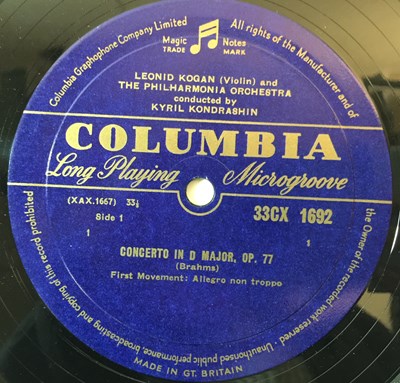 Columbia Graphophone Company Limited
All rights of the Manufacturer and of
the Owner of the recorded work reserved · Unauthorised public performance, broadcasting and copying of this record prohibited
Magic Notes
TRADE MARK
LEONID KOGAN (Violin) and
THE PHILHARMONIA ORCHESTRA
conducted by
KYRIL KONDRASHIN
COLUMBIA
Long Playing Microgroove
(XAX.1667) 33⅓
33CX 1692
Side 1
1 1
CONCERTO IN D MAJOR, OP. 77
(Brahms)
First Movement: Allegro non troppo
MADE IN GT. BRITAIN